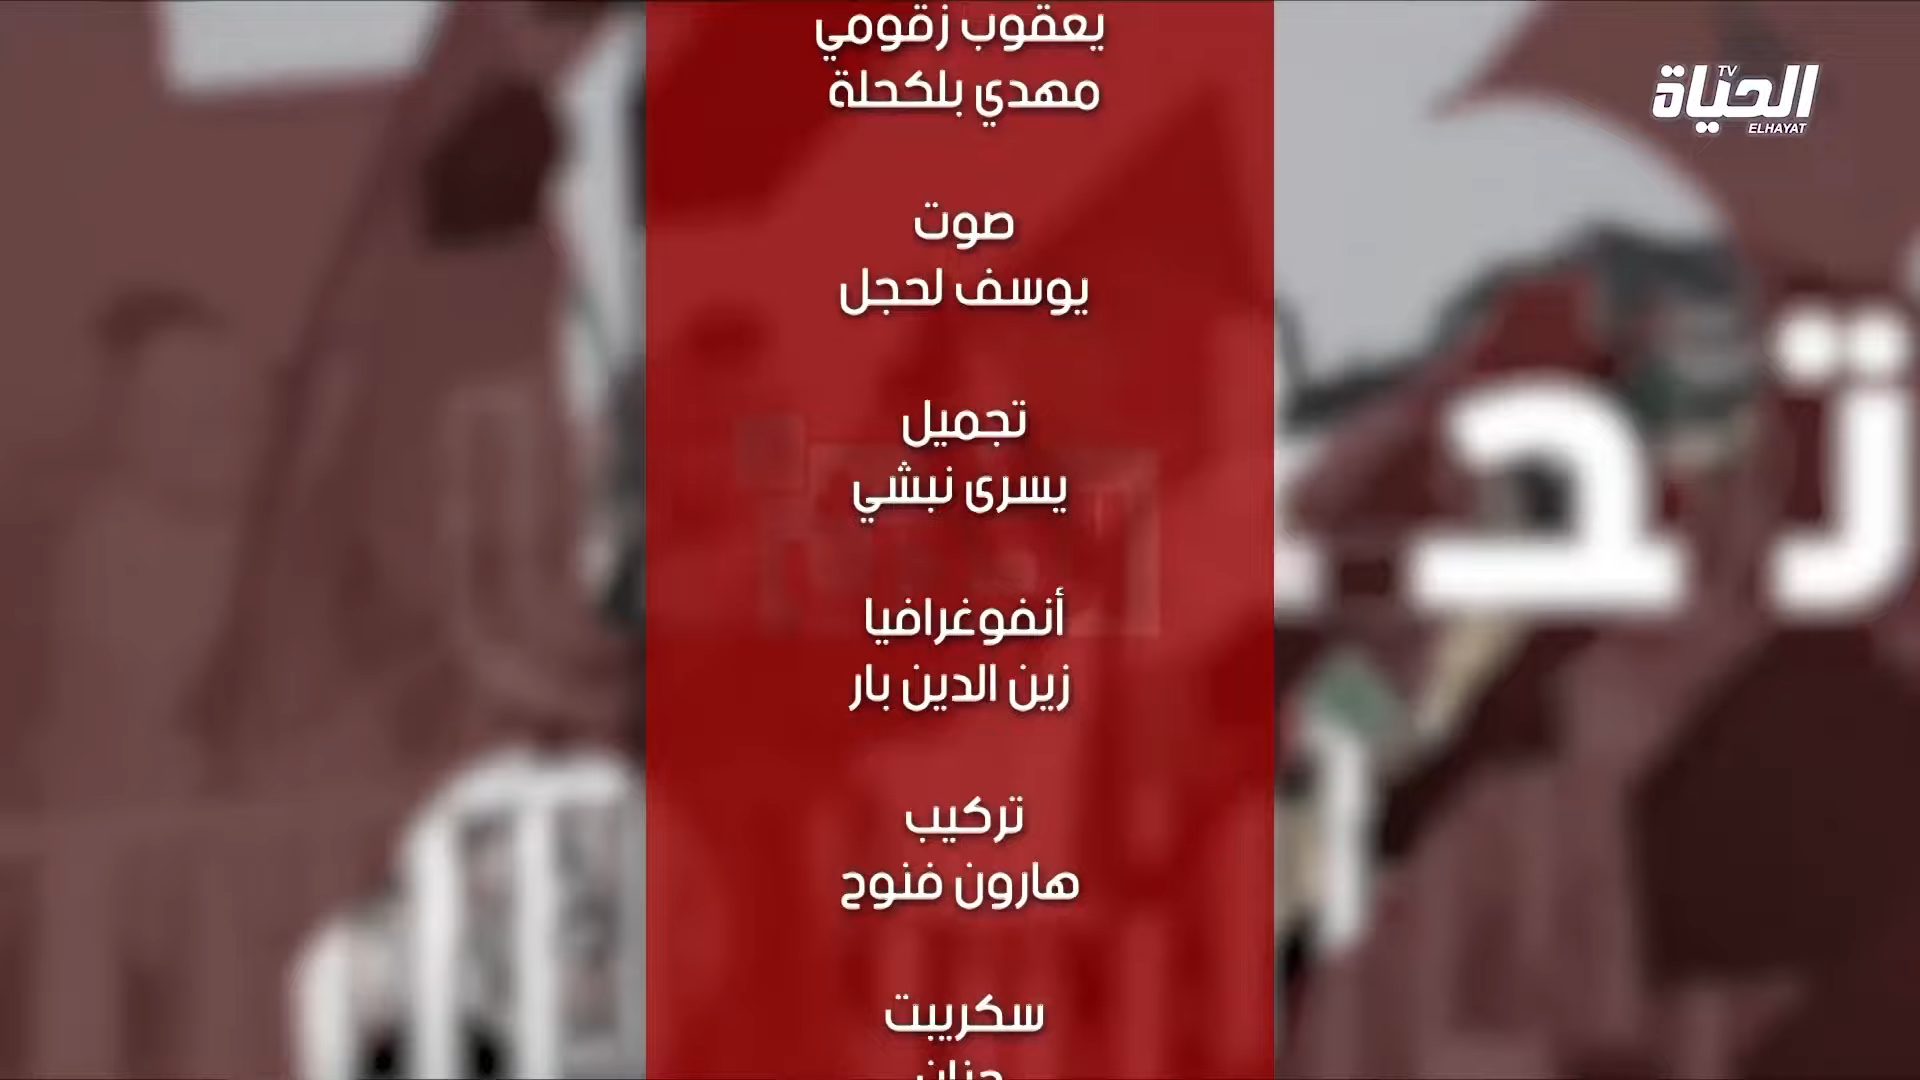 يعقوب زقومي
مهدي بلكحلة
TV
الحياة
ELHAYAT
صوت
يوسف لحجل
تجميل
يسرى نبشي
أنفوغرافيا
زين الدين بار
تركيب
هارون فنوح
سكريبت